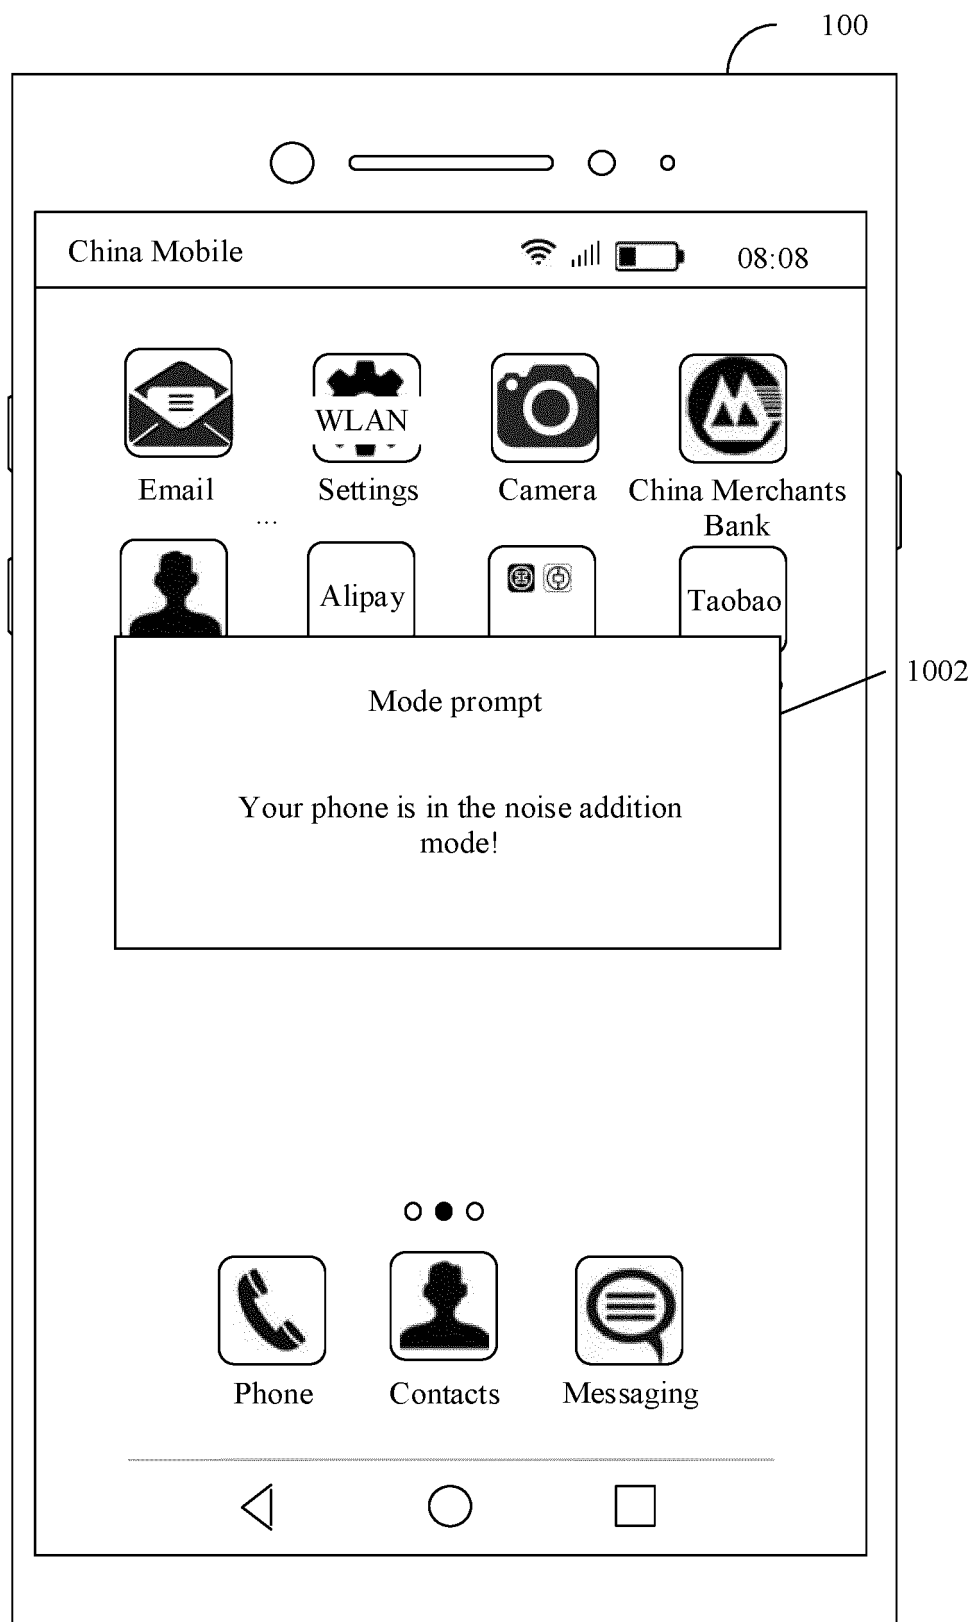 100
China Mobile 08:08
WLAN
Email Settings Camera China Merchants
Bank
...
Alipay Taobao
1002
Mode prompt
Your phone is in the noise addition
mode!
Phone Contacts Messaging